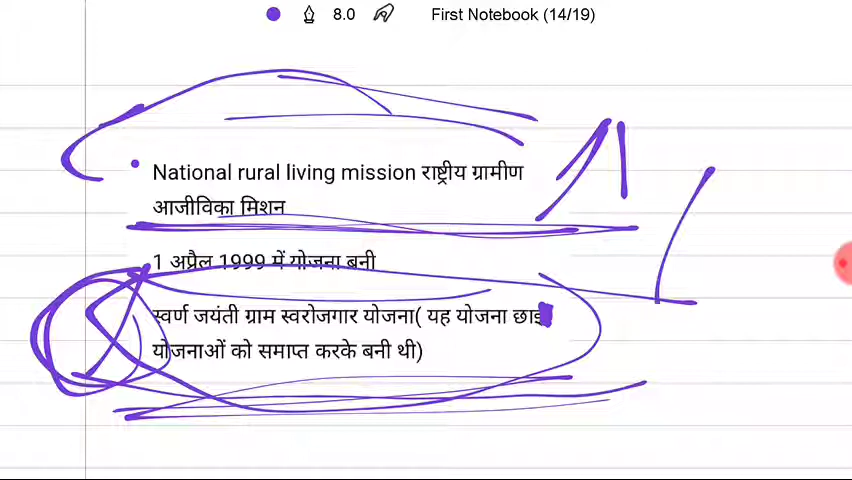 8.0 First Notebook (14/19)
National rural living mission राष्ट्रीय ग्रामीण
आजीविका मिशन
1 अप्रैल 1999 में योजना बनी
स्वर्ण जयंती ग्राम स्वरोजगार योजना( यह योजना
योजनाओं को समाप्त करके बनी थी)